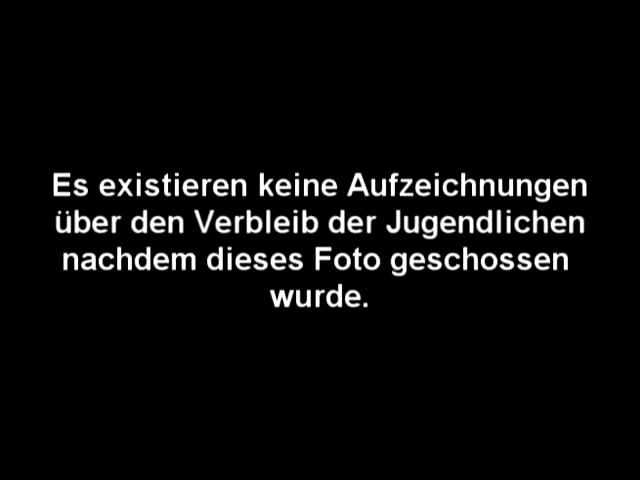 Es existieren keine Aufzeichnungen
über den Verbleib der Jugendlichen
nachdem dieses Foto geschossen
wurde.